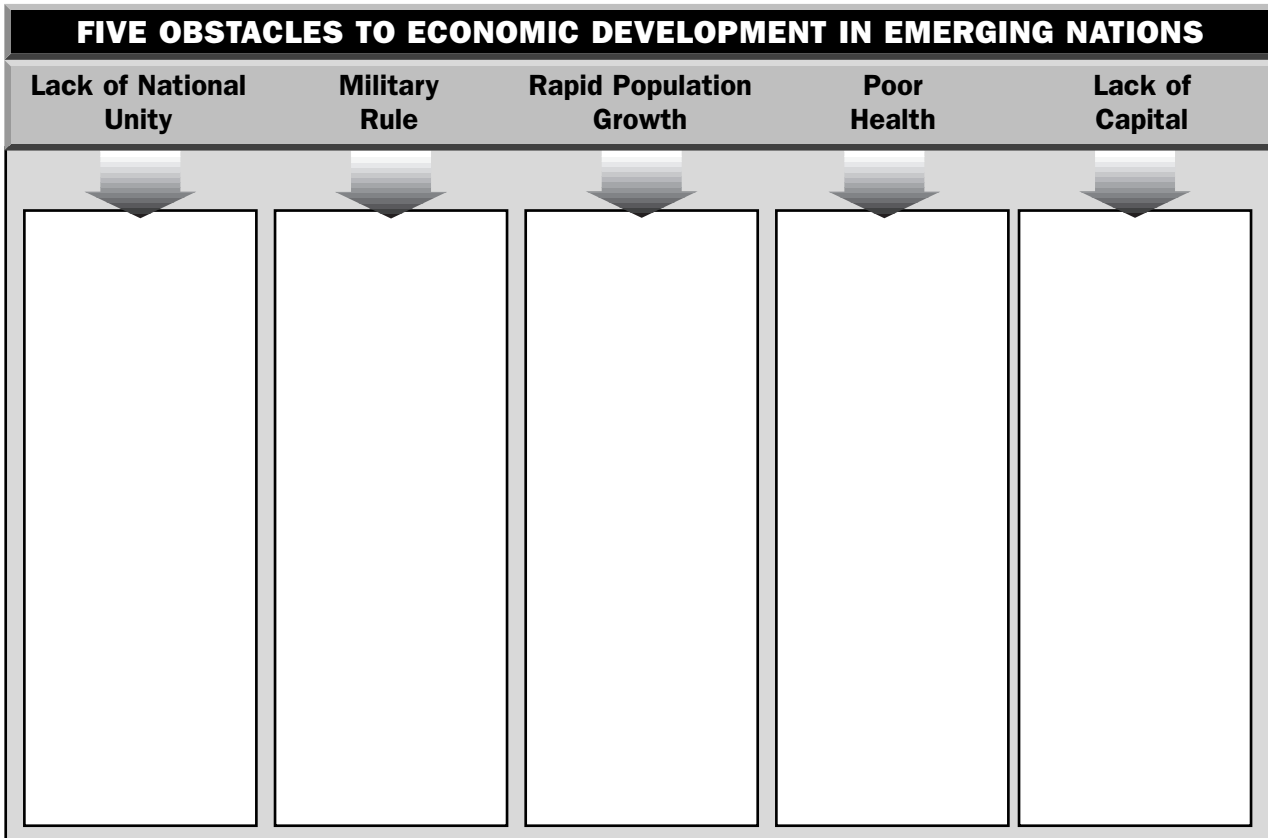 FIVE OBSTACLES TO ECONOMIC DEVELOPMENT IN EMERGING NATIONS
Lack of National
Unity
Military
Rule
Rapid Population
Growth
Poor
Health
Lack of
Capital